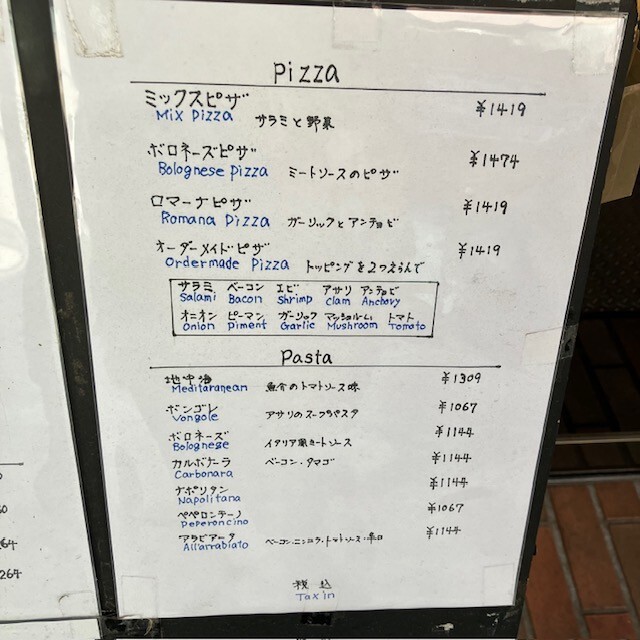 Pizza
ミックスピザ ¥1419
Mix Pizza サラミと野菜
ボロネーズピザ ¥1474
Bolognese Pizza ミートソースのピザ
ロマーナピザ ¥1419
Romana Pizza ガーリックとアンチョビ
オーダーメイドピザ ¥1419
Ordermade Pizza トッピングを2つえらんで
サラミ ベーコン エビ アサリ アンチョビ
Salami Bacon Shrimp Clam Anchovy
オニオン ピーマン ガーリック マッシュルーム トマト
Onion Piment Garlic Mushroom Tomato
Pasta
地中海 ¥1309
Meditaranean 魚介のトマトソース味
ボンゴレ ¥1067
Vongole アサリのスープパスタ
ボロネーズ ¥1144
Bolognese イタリア風ミートソース
カルボナーラ ベーコン・タマゴ ¥1144
Carbonara
ナポリタン ¥1144
Napolitana
ペペロンチーノ ¥1067
Peperoncino
アラビアータ ¥1144
All'arrabiato ベーコン・ニンニク・トマトソース・辛口
税込
Tax in
264
264